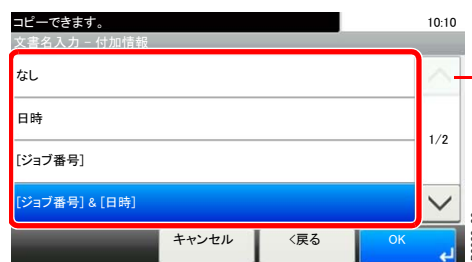 コピーできます。
10:10
文書名入力 - 付加情報
なし
日時
1/2
[ジョブ番号]
[ジョブ番号] & [日時]
キャンセル
<戻る
OK